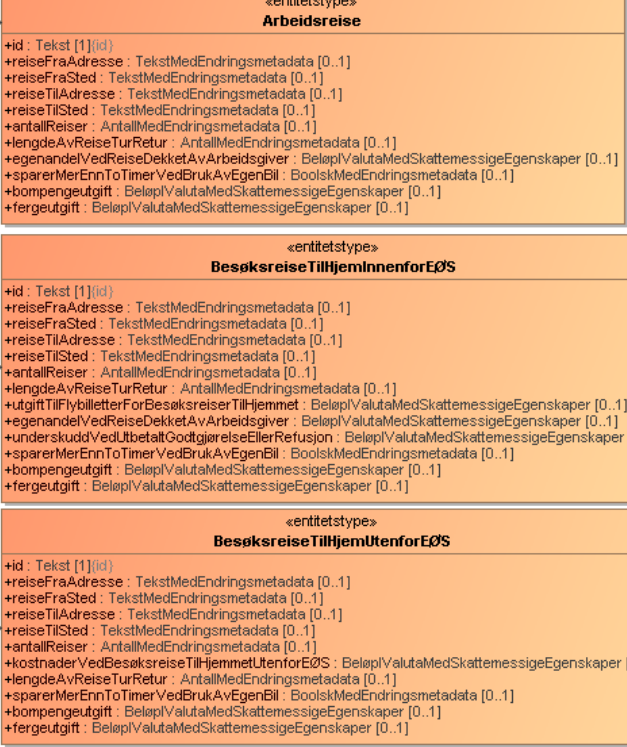 «entitetstype»
Arbeidsreise
+id : Tekst [1]{id}
+reiseFraAdresse : TekstMedEndringsmetadata [0..1]
+reiseFraSted : TekstMedEndringsmetadata [0..1]
+reiseTilAdresse : TekstMedEndringsmetadata [0..1]
+reiseTilSted : TekstMedEndringsmetadata [0..1]
+antallReiser : AntallMedEndringsmetadata [0..1]
+lengdeAvReiseTurRetur : AntallMedEndringsmetadata [0..1]
+egenandelVedReiseDekketAvArbeidsgiver : BeløpIValutaMedSkattemessigeEgenskaper [0..1]
+sparerMerEnnToTimerVedBrukAvEgenBil : BoolskMedEndringsmetadata [0..1]
+bompengeutgift : BeløpIValutaMedSkattemessigeEgenskaper [0..1]
+fergeutgift : BeløpIValutaMedSkattemessigeEgenskaper [0..1]
«entitetstype»
BesøksreiseTilHjemInnenforEØS
+id : Tekst [1]{id}
+reiseFraAdresse : TekstMedEndringsmetadata [0..1]
+reiseFraSted : TekstMedEndringsmetadata [0..1]
+reiseTilAdresse : TekstMedEndringsmetadata [0..1]
+reiseTilSted : TekstMedEndringsmetadata [0..1]
+antallReiser : AntallMedEndringsmetadata [0..1]
+lengdeAvReiseTurRetur : AntallMedEndringsmetadata [0..1]
+utgiftTilFlybilletterForBesøksreiserTilHjemmet : BeløpIValutaMedSkattemessigeEgenskaper [0..1]
+egenandelVedReiseDekketAvArbeidsgiver : BeløpIValutaMedSkattemessigeEgenskaper [0..1]
+underskuddVedUtbetaltGodtgjørelseEllerRefusjon : BeløpIValutaMedSkattemessigeEgenskaper
+sparerMerEnnToTimerVedBrukAvEgenBil : BoolskMedEndringsmetadata [0..1]
+bompengeutgift : BeløpIValutaMedSkattemessigeEgenskaper [0..1]
+fergeutgift : BeløpIValutaMedSkattemessigeEgenskaper [0..1]
«entitetstype»
BesøksreiseTilHjemUtenforEØS
+id : Tekst [1]{id}
+reiseFraAdresse : TekstMedEndringsmetadata [0..1]
+reiseFraSted : TekstMedEndringsmetadata [0..1]
+reiseTilAdresse : TekstMedEndringsmetadata [0..1]
+reiseTilSted : TekstMedEndringsmetadata [0..1]
+antallReiser : AntallMedEndringsmetadata [0..1]
+kostnaderVedBesøksreiseTilHjemmetUtenforEØS : BeløpIValutaMedSkattemessigeEgenskaper [
+lengdeAvReiseTurRetur : AntallMedEndringsmetadata [0..1]
+sparerMerEnnToTimerVedBrukAvEgenBil : BoolskMedEndringsmetadata [0..1]
+bompengeutgift : BeløpIValutaMedSkattemessigeEgenskaper [0..1]
+fergeutgift : BeløpIValutaMedSkattemessigeEgenskaper [0..1]